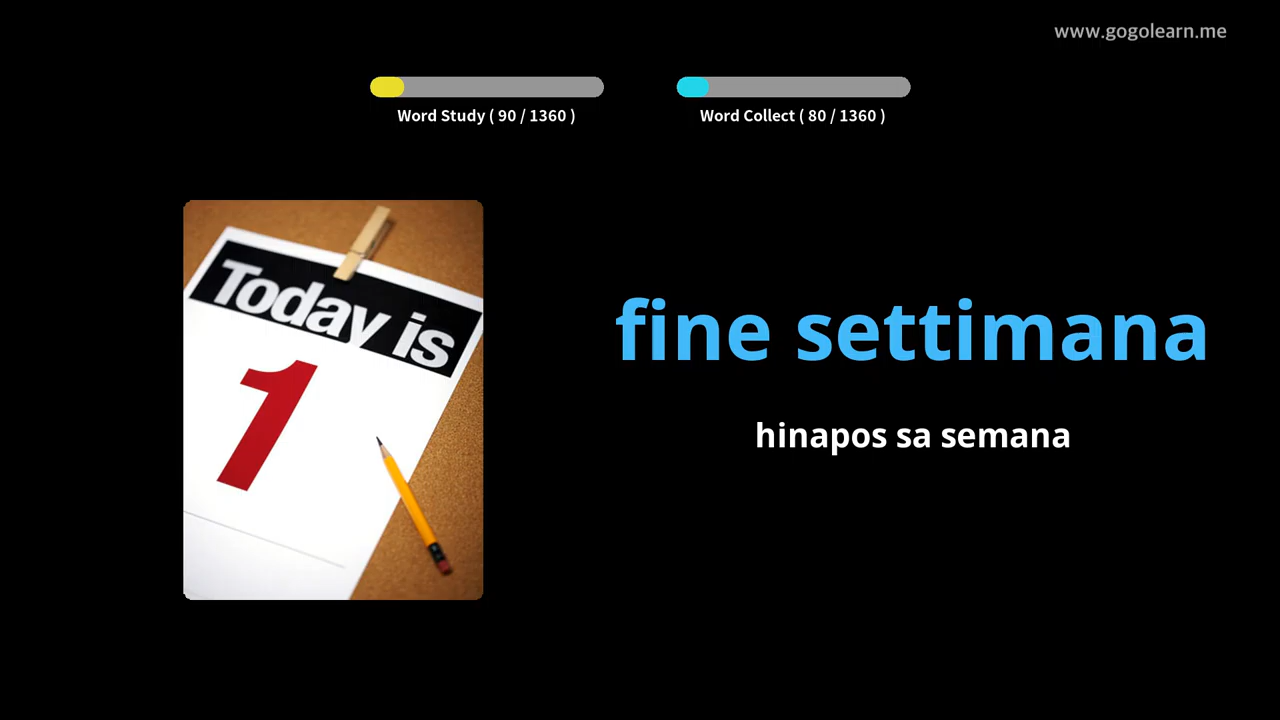 www.gogolearn.me
Word Study ( 90 / 1360 )
Word Collect ( 80 / 1360 )
Today is
1
fine settimana
hinapos sa semana